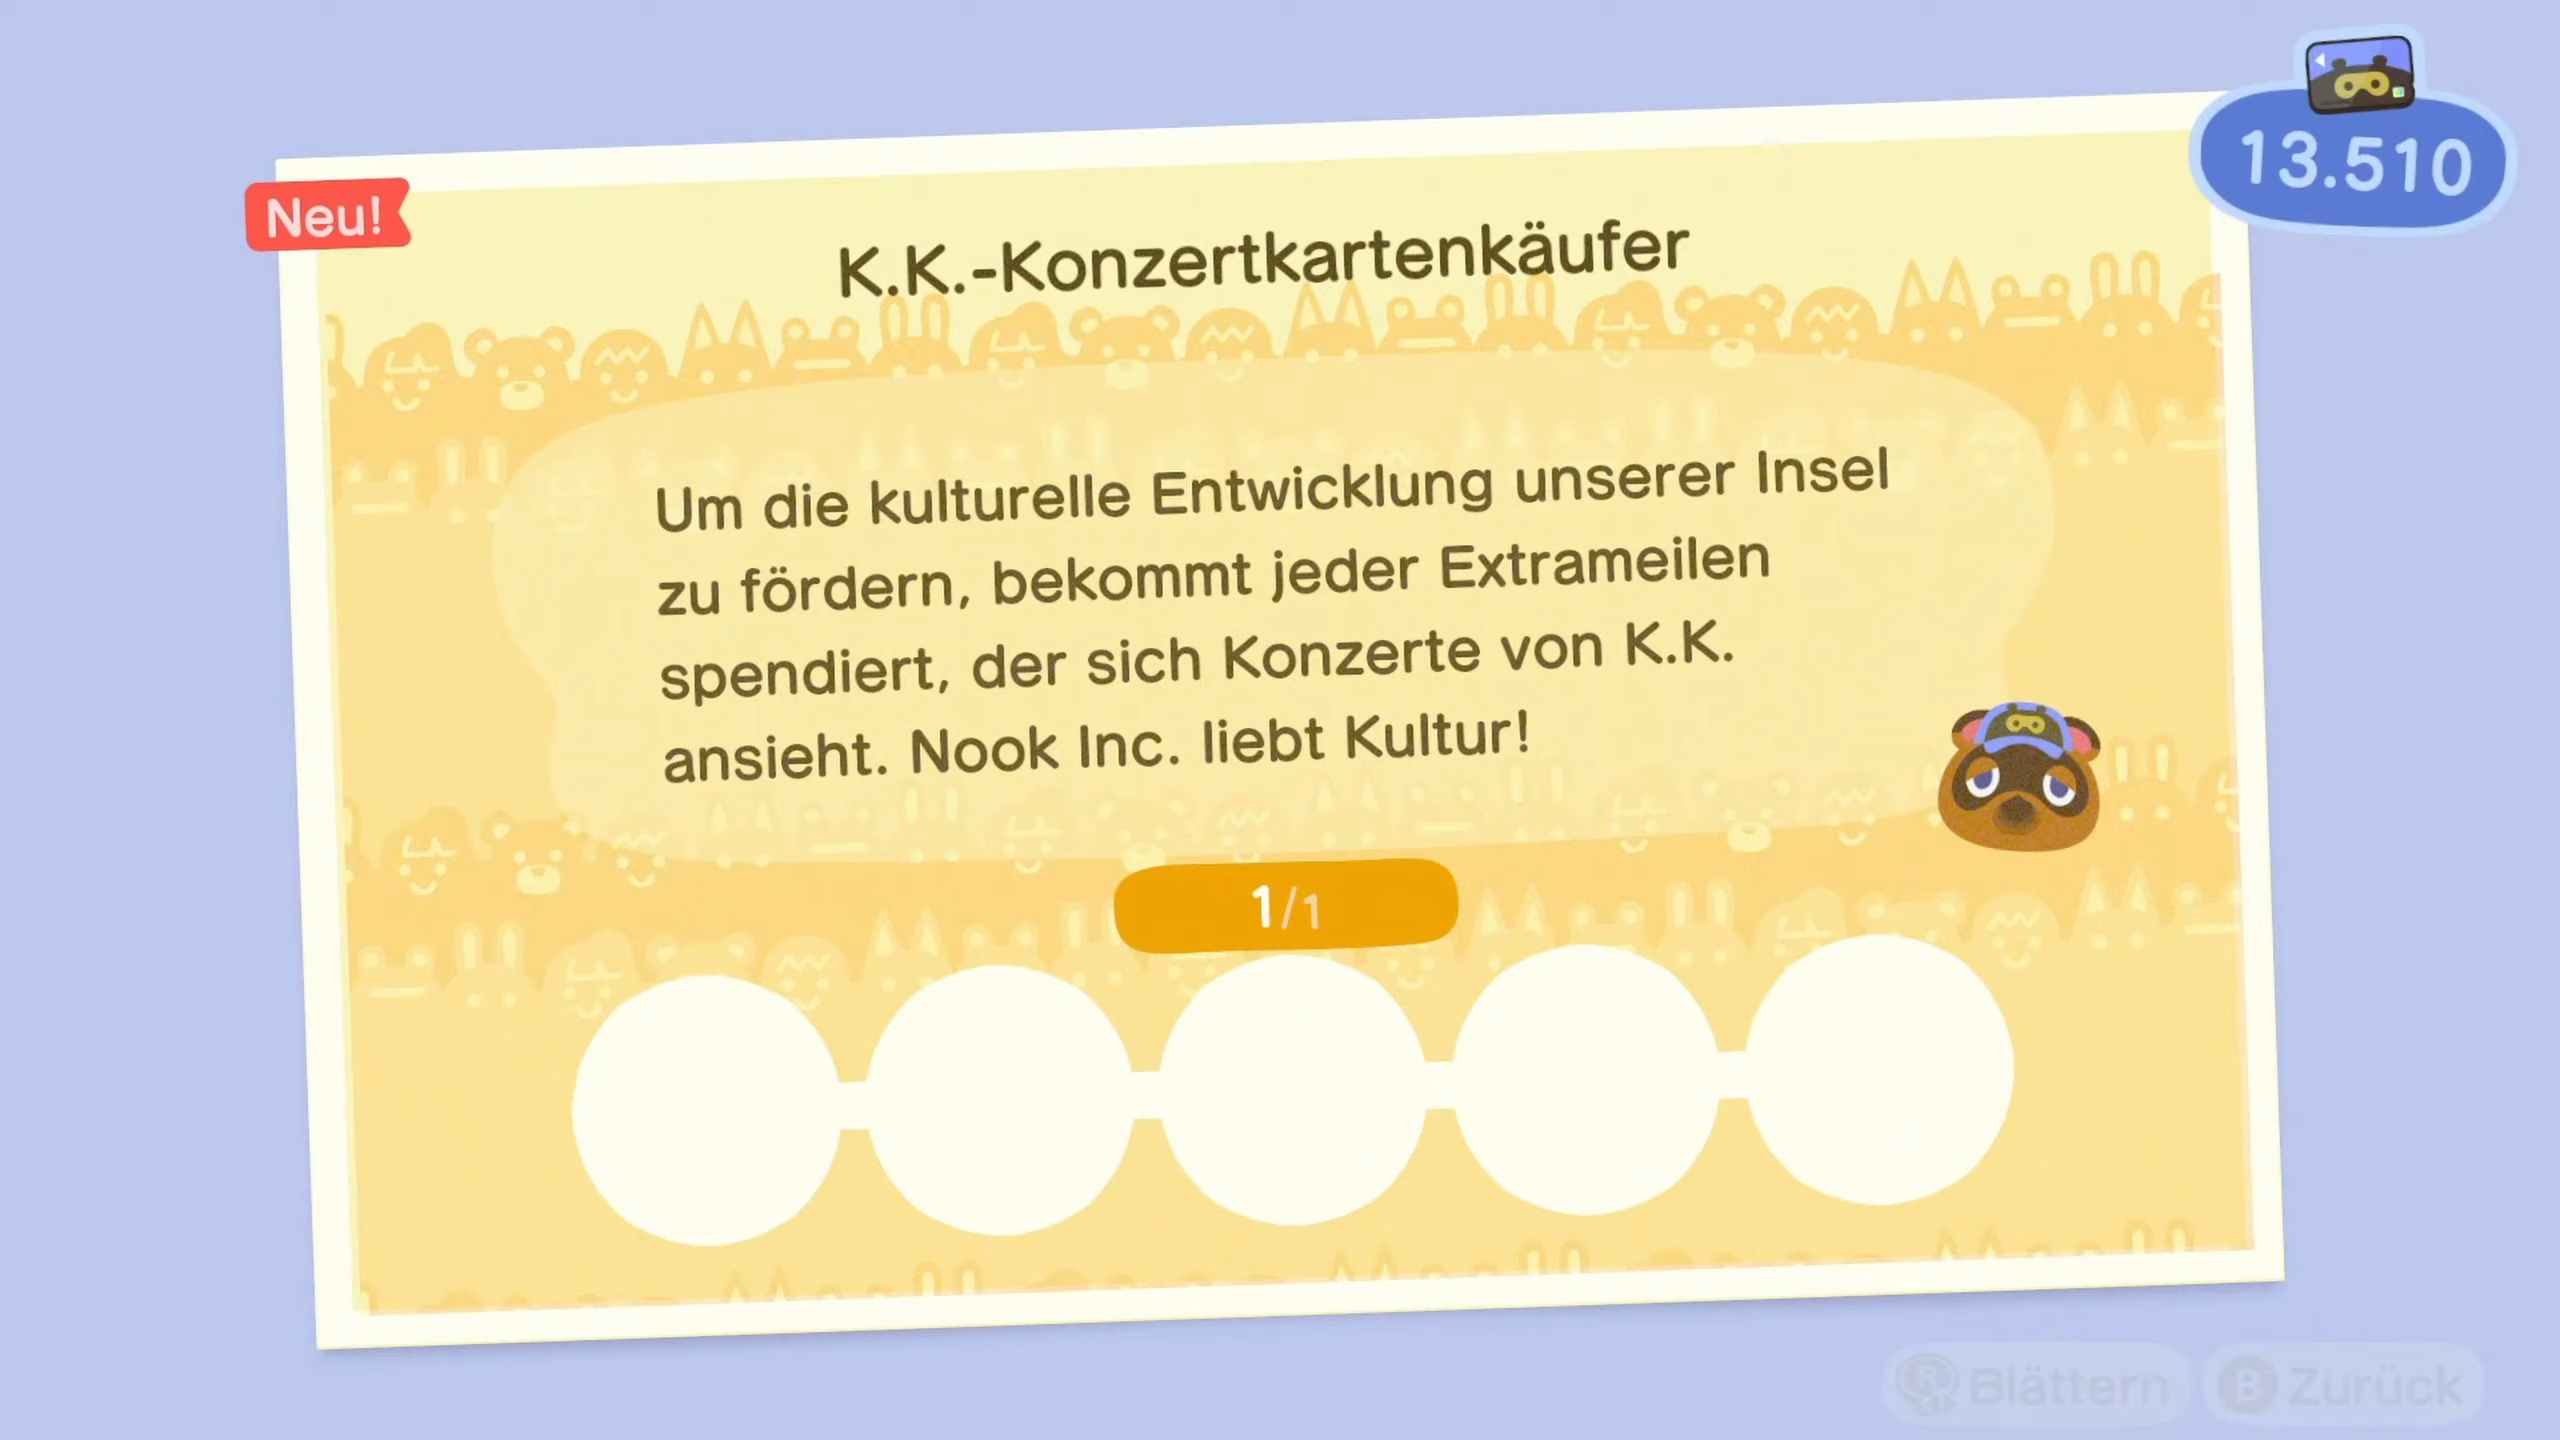 13.510
Neu!
K.K.-Konzertkartenkäufer
Um die kulturelle Entwicklung unserer Insel
zu fördern, bekommt jeder Extrameilen
spendiert, der sich Konzerte von K.K.
ansieht. Nook Inc. liebt Kultur!
1/1
R Blättern B Zurück